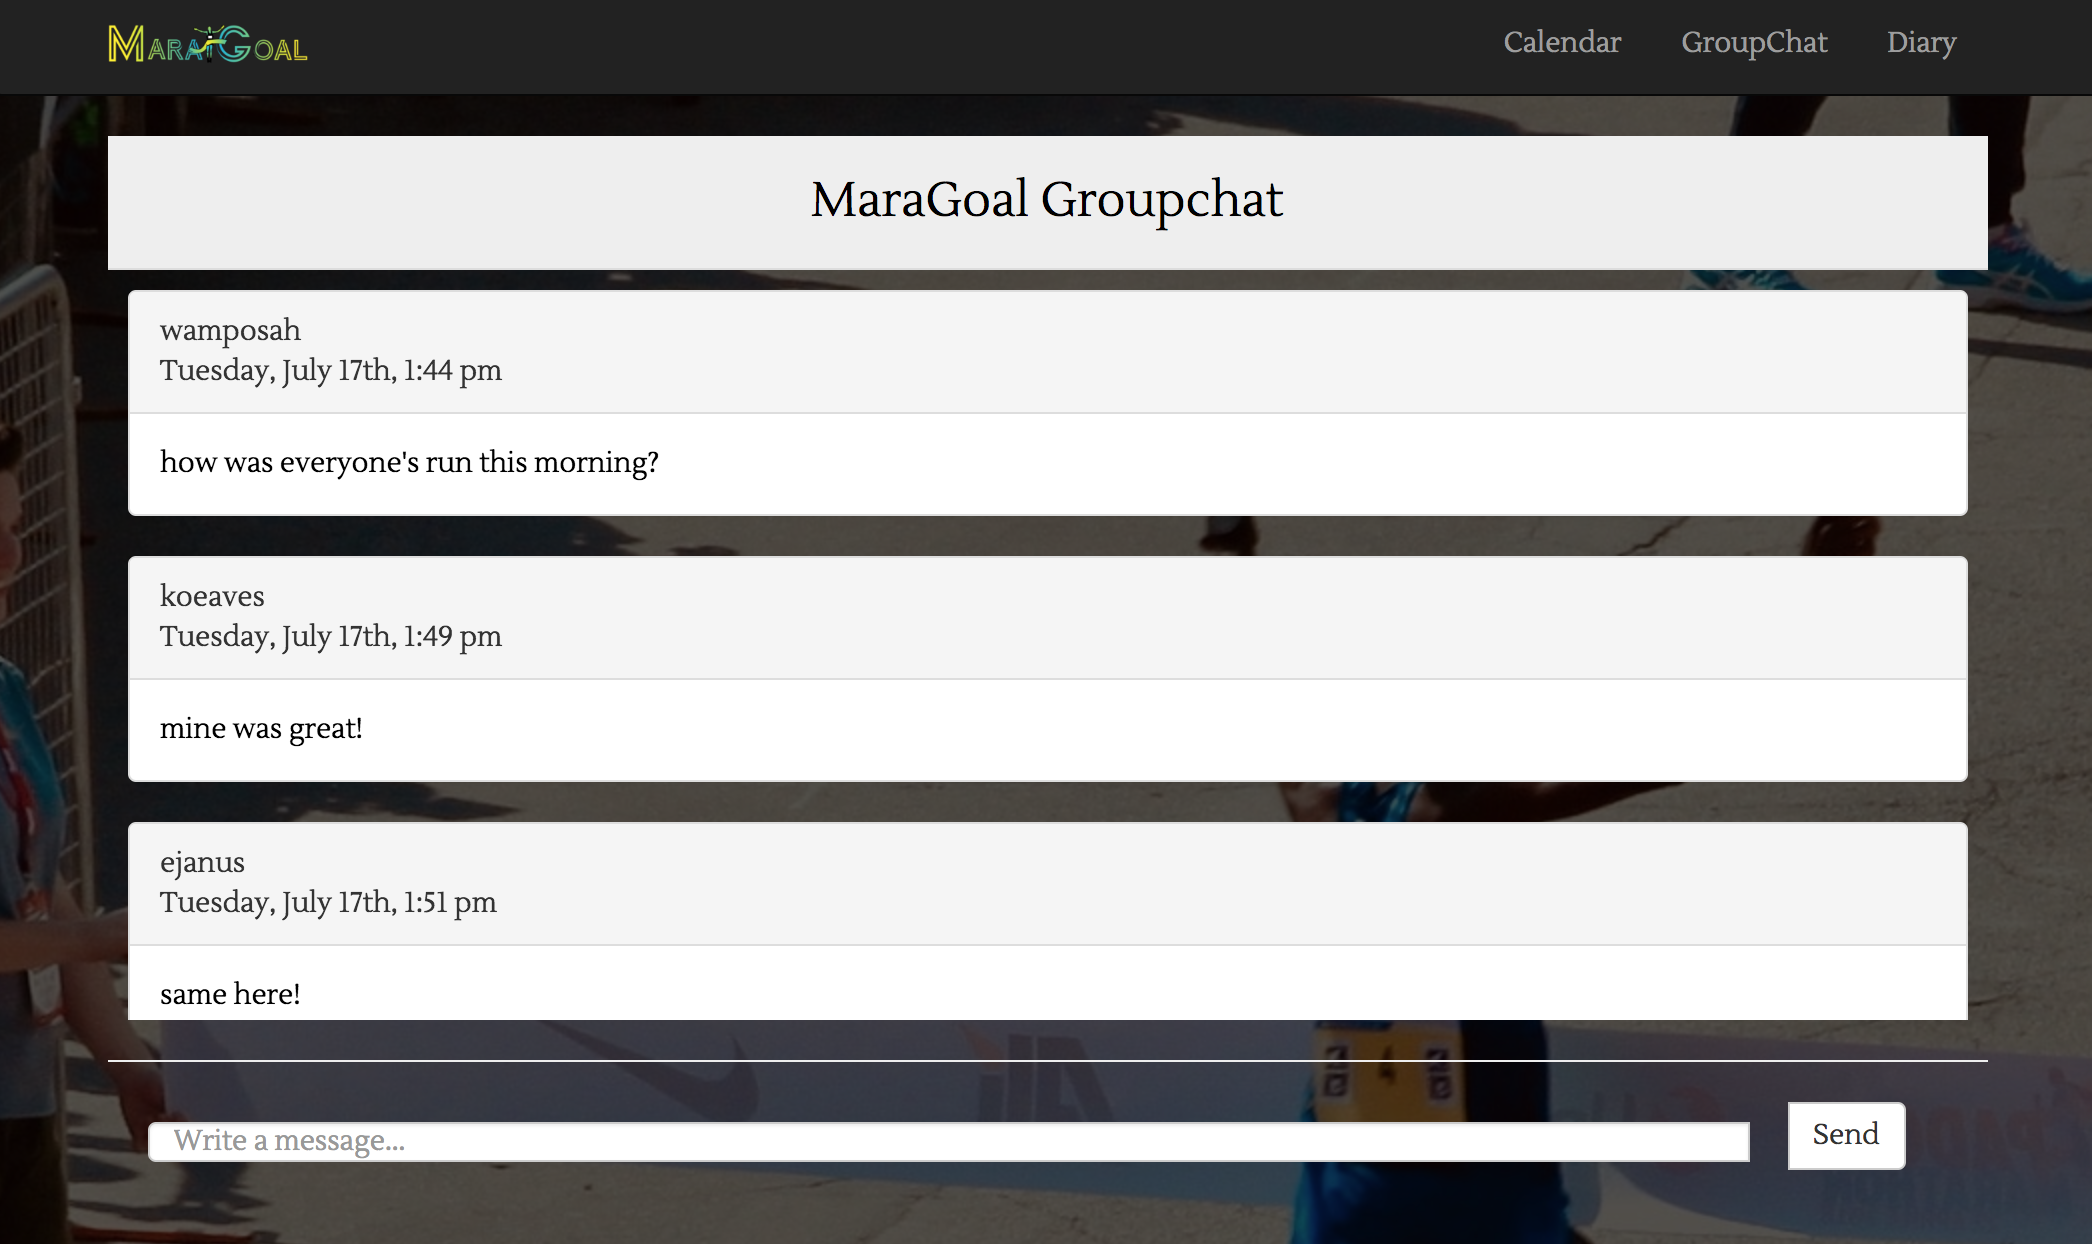 MaraGoal
Calendar GroupChat Diary
MaraGoal Groupchat
wamposah
Tuesday, July 17th, 1:44 pm
how was everyone's run this morning?
koeaves
Tuesday, July 17th, 1:49 pm
mine was great!
ejanus
Tuesday, July 17th, 1:51 pm
same here!
Write a message...
Send